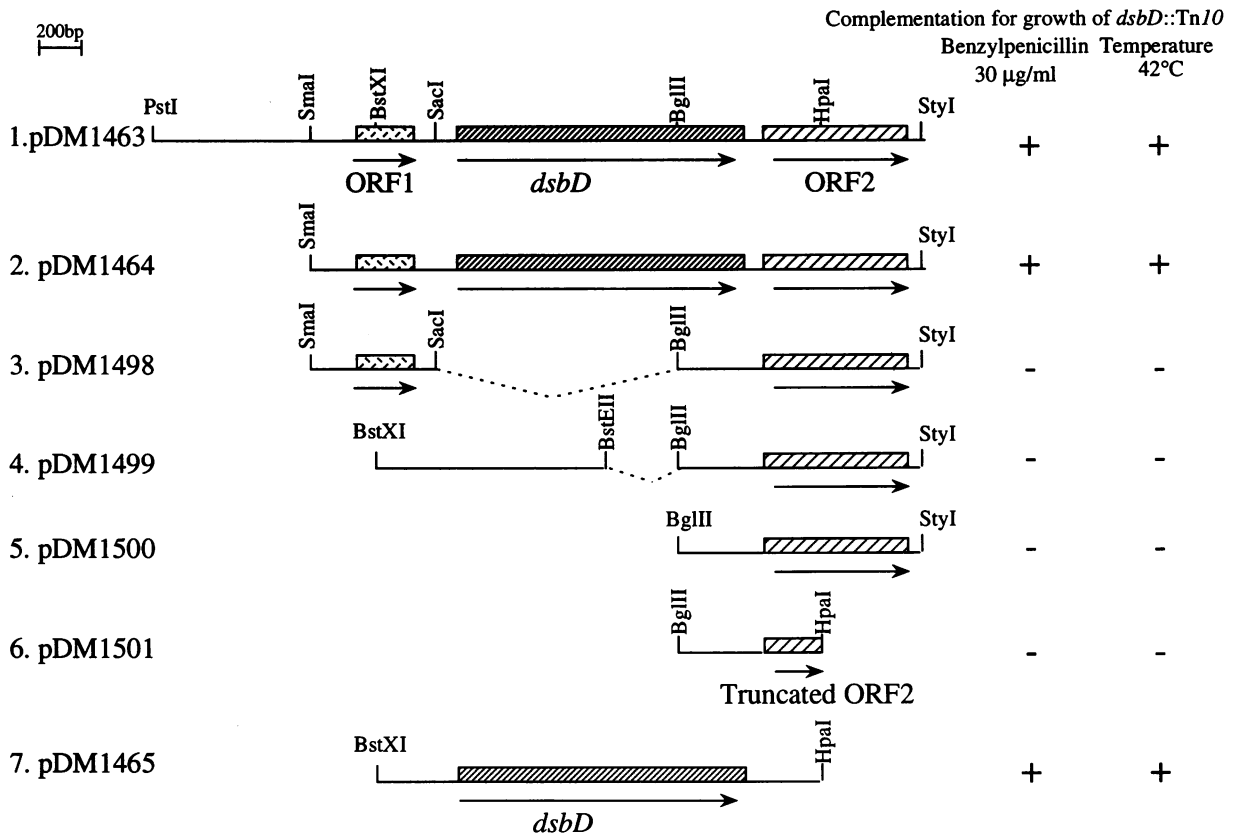 Complementation for growth of dsbD::Tn10
200bp
Benzylpenicillin Temperature
30 μg/ml 42°C
PstI SmaI BstXI SacI BglII HpaI StyI
1.pDM1463 + +
ORF1 dsbD ORF2
SmaI StyI
2. pDM1464 + +
SmaI SacI BglII StyI
3. pDM1498 - -
BstXI BstEII BglII StyI
4. pDM1499 - -
BglII StyI
5. pDM1500 - -
BglII HpaI
6. pDM1501 - -
Truncated ORF2
BstXI HpaI
7. pDM1465 + +
dsbD